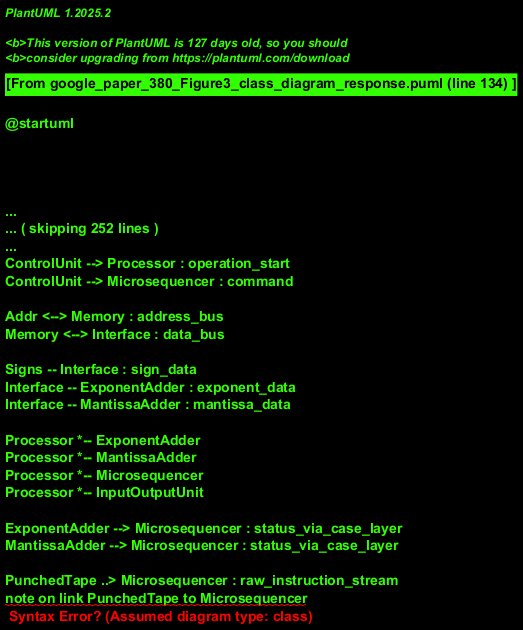 PlantUML 1.2025.2
<b>This version of PlantUML is 127 days old, so you should
<b>consider upgrading from https://plantuml.com/download
[From google_paper_380_Figure3_class_diagram_response.puml (line 134) ]
@startuml
...
... ( skipping 252 lines )
...
ControlUnit --> Processor : operation_start
ControlUnit --> Microsequencer : command
Addr <--> Memory : address_bus
Memory <--> Interface : data_bus
Signs -- Interface : sign_data
Interface -- ExponentAdder : exponent_data
Interface -- MantissaAdder : mantissa_data
Processor *-- ExponentAdder
Processor *-- MantissaAdder
Processor *-- Microsequencer
Processor *-- InputOutputUnit
ExponentAdder --> Microsequencer : status_via_case_layer
MantissaAdder --> Microsequencer : status_via_case_layer
PunchedTape ..> Microsequencer : raw_instruction_stream
note on link PunchedTape to Microsequencer
Syntax Error? (Assumed diagram type: class)